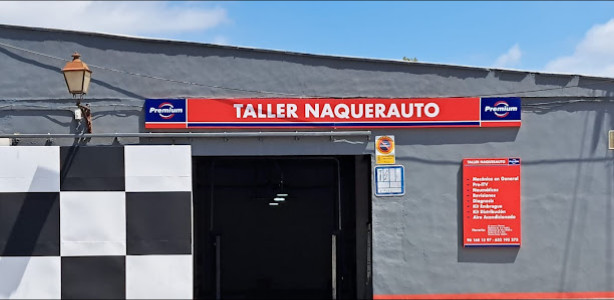 Premium
TALLER NAQUERAUTO
Premium
TALLER NAQUERAUTO
Mecánica en General
Pre-ITV
Neumáticos
Revisiones
Diagnosis
Kit Embrague
Kit Distribución
Aire Acondicionado